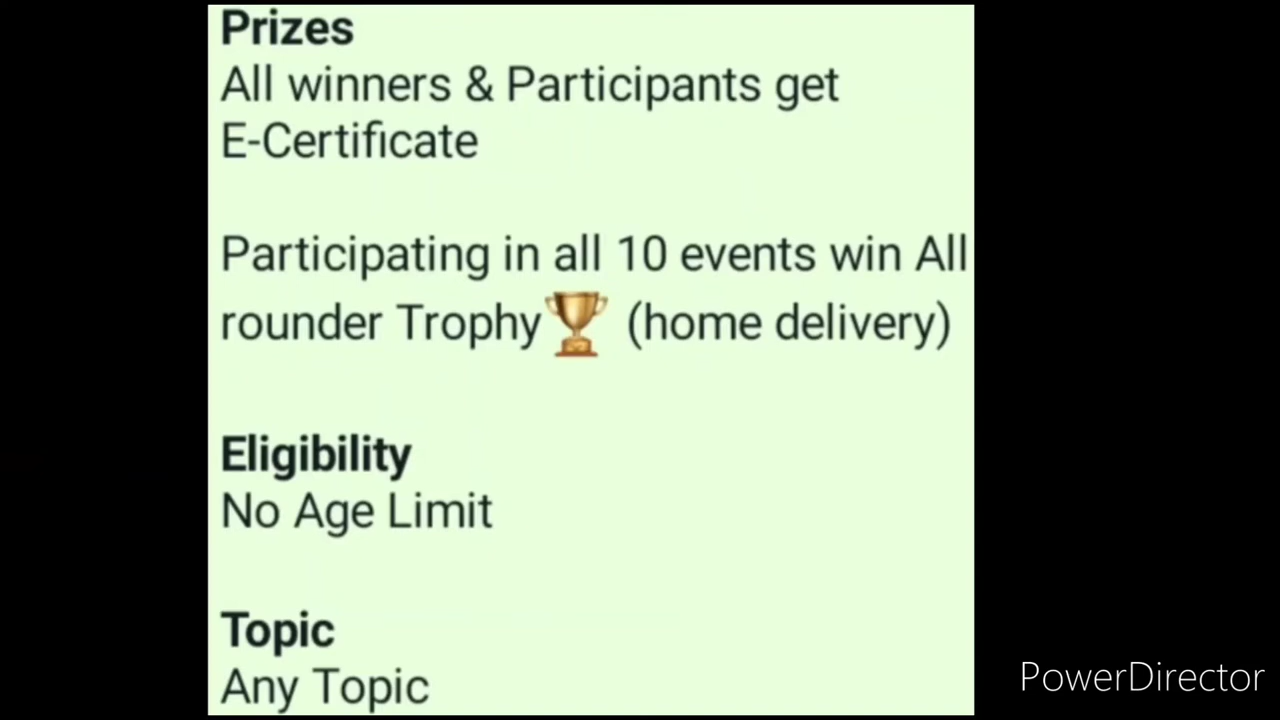 Prizes
All winners & Participants get
E-Certificate
Participating in all 10 events win All
rounder Trophy🏆 (home delivery)
Eligibility
No Age Limit
Topic
Any Topic
PowerDirector